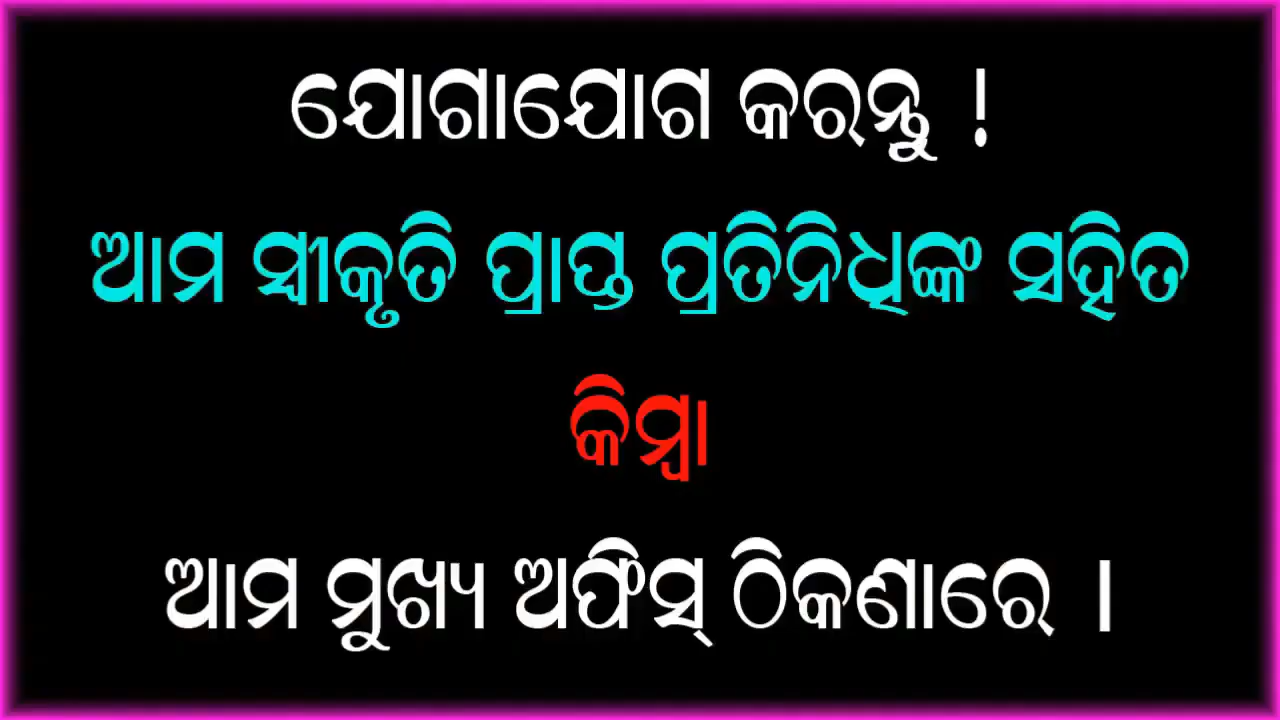 ଯୋଗାଯୋଗ କରନ୍ତୁ !
ଆମ ସ୍ୱୀକୃତି ପ୍ରାପ୍ତ ପ୍ରତିନିଧିଙ୍କ ସହିତ
କିମ୍ବା
ଆମ ମୁଖ୍ୟ ଅଫିସ୍ ଠିକଣାରେ ।